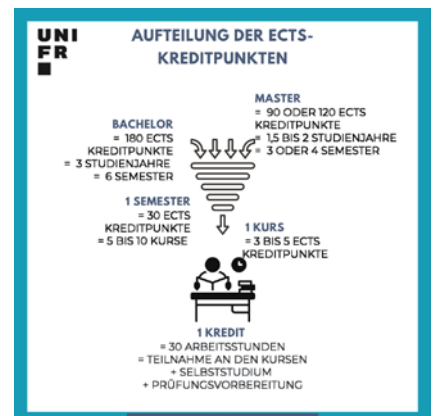 UNI
FR
AUFTEILUNG DER ECTS-
KREDITPUNKTEN
MASTER
= 90 ODER 120 ECTS
KREDITPUNKTE
= 1,5 BIS 2 STUDIENJAHRE
= 3 ODER 4 SEMESTER
BACHELOR
= 180 ECTS
KREDITPUNKTE
= 3 STUDIENJAHRE
= 6 SEMESTER
1 SEMESTER
= 30 ECTS
KREDITPUNKTE
= 5 BIS 10 KURSE
1 KURS
= 3 BIS 5 ECTS
KREDITPUNKTE
1 KREDIT
= 30 ARBEITSSTUNDEN
= TEILNAHME AN DEN KURSEN
+ SELBSTSTUDIUM
+ PRÜFUNGSVORBEREITUNG